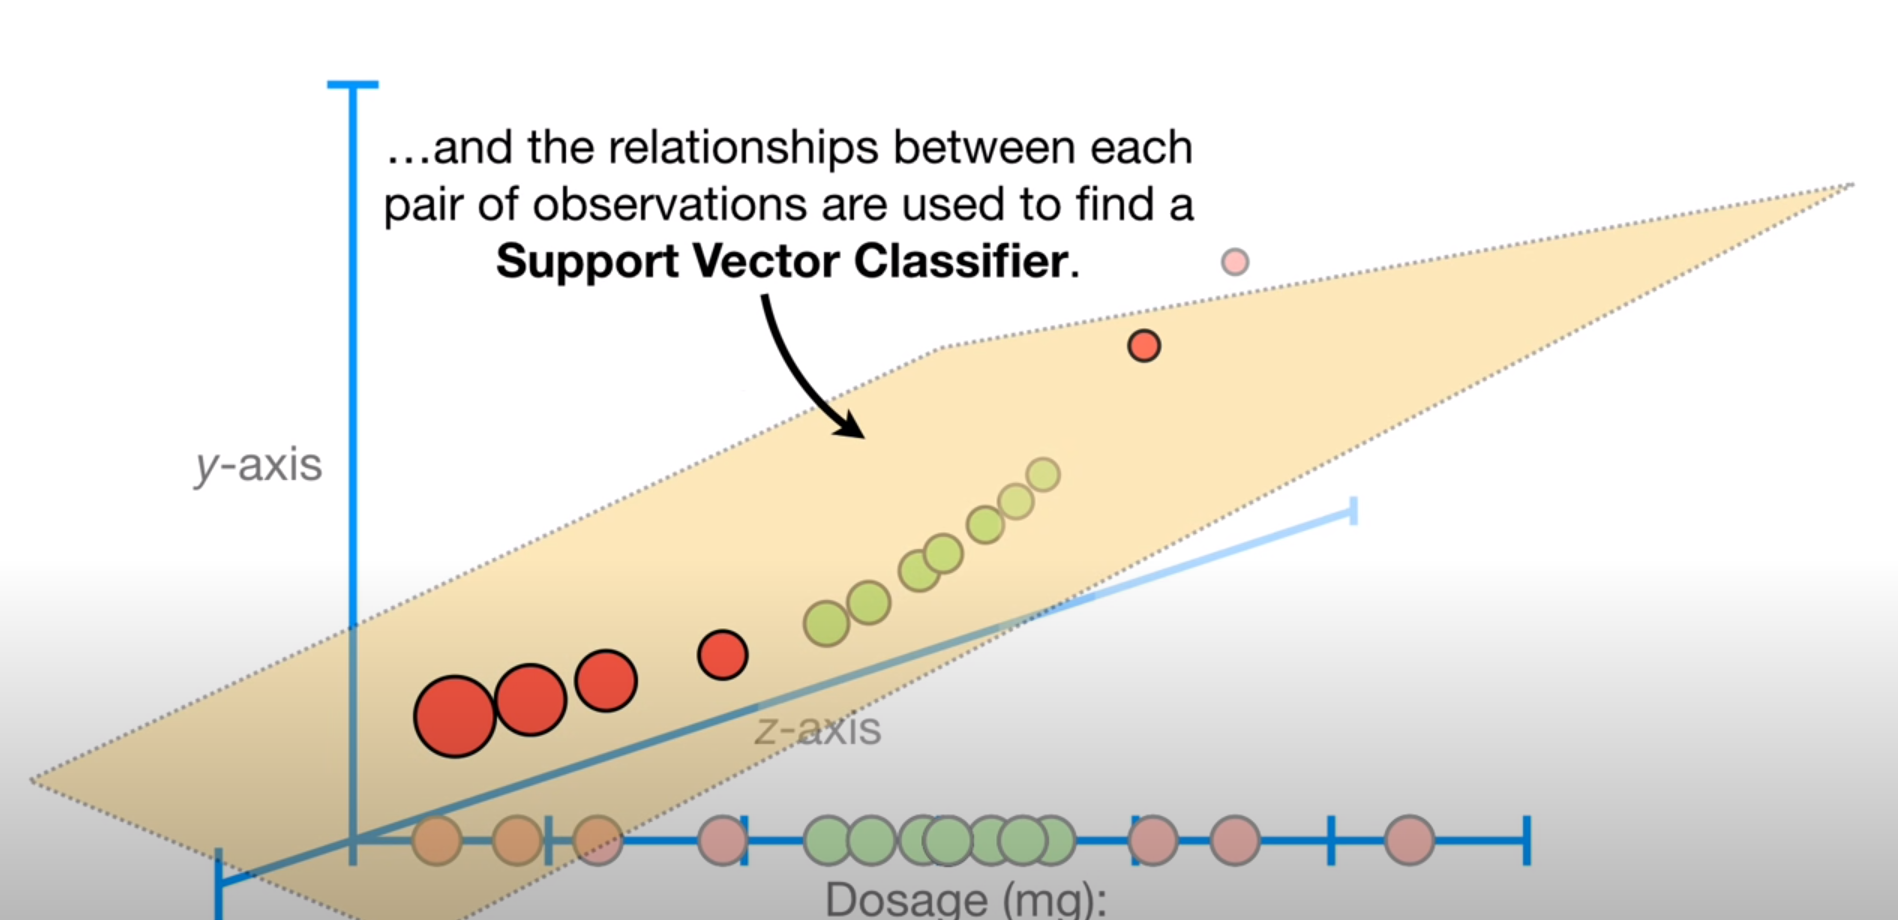 …and the relationships between each
pair of observations are used to find a
Support Vector Classifier.
y-axis
z-axis
Dosage (mg):